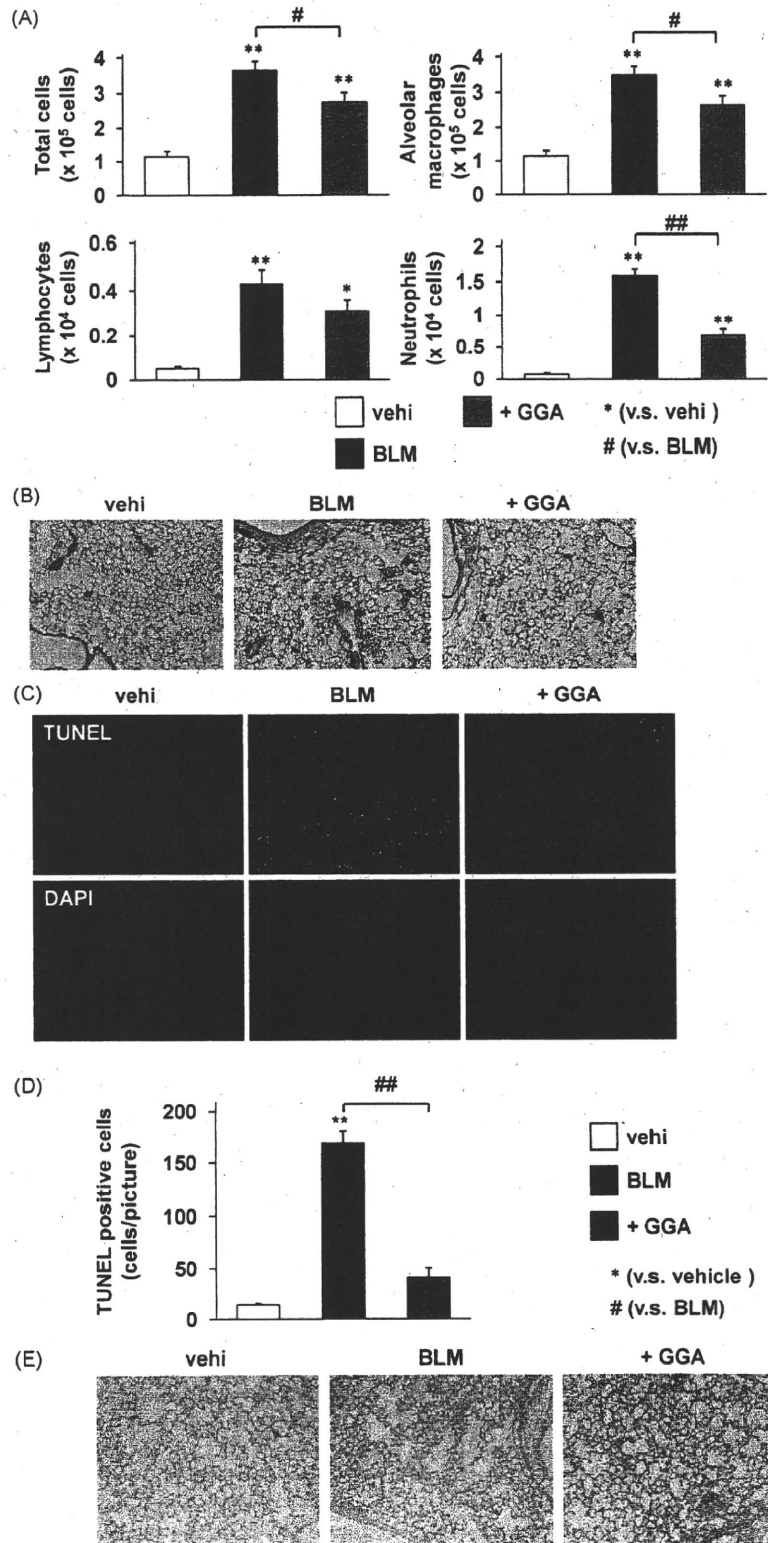 (A)
#
#
Total cells
(x 10⁵ cells)
4
3
2
1
0
**
**
Alveolar
macrophages
(x 10⁵ cells)
4
3
2
1
0
**
**
##
Lymphocytes
(x 10⁴ cells)
0.6
0.4
0.2
0
**
*
Neutrophils
(x 10⁴ cells)
2
1.5
1
0.5
0
**
**
vehi
+ GGA
* (v.s. vehi )
BLM
# (v.s. BLM)
(B)
vehi
BLM
+ GGA
(C)
vehi
BLM
+ GGA
TUNEL
DAPI
(D)
##
TUNEL positive cells
(cells/picture)
200
150
100
50
0
**
vehi
BLM
+ GGA
* (v.s. vehicle )
# (v.s. BLM)
(E)
vehi
BLM
+ GGA